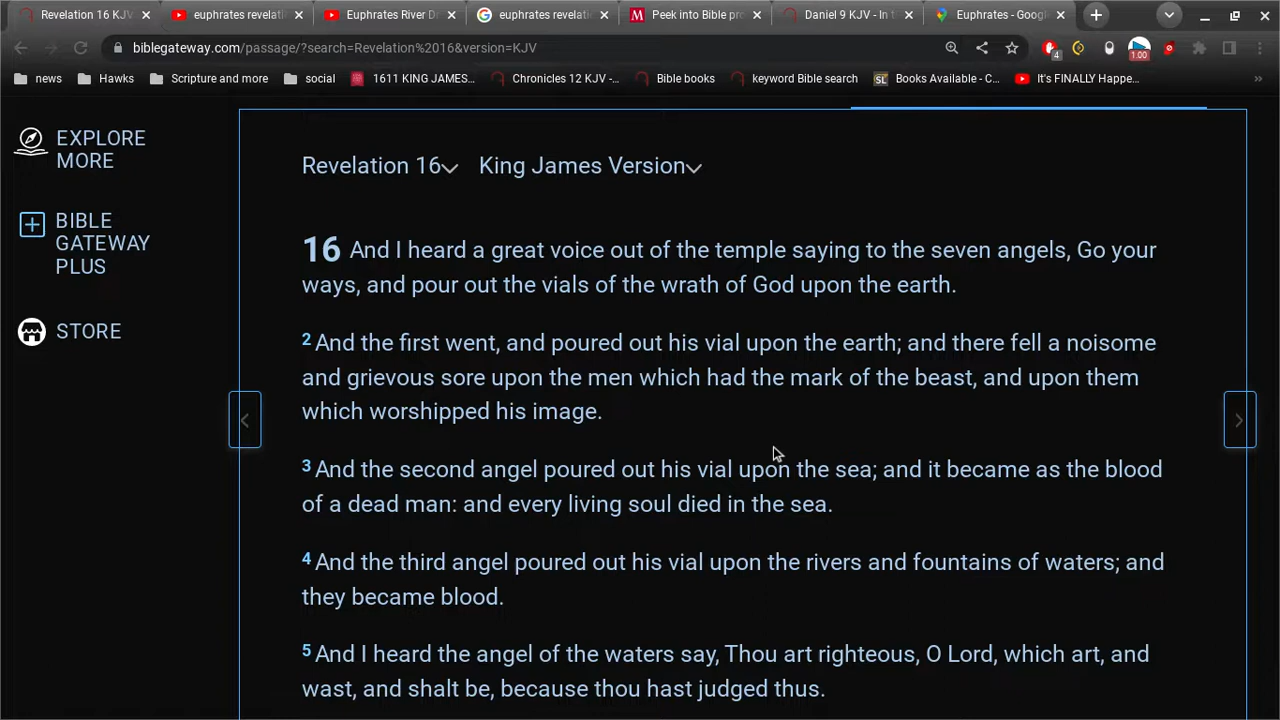 Revelation 16 KJV
euphrates revelati
Euphrates River Dr
euphrates revelati
Peek into Bible pro
Daniel 9 KJV - In t
Euphrates - Google
biblegateway.com/passage/?search=Revelation%2016&version=KJV
4
1.00
news
Hawks
Scripture and more
social
1611 KING JAMES…
Chronicles 12 KJV -…
Bible books
keyword Bible search
SL
Books Available - C…
It's FINALLY Happe…
»
EXPLORE
MORE
BIBLE
GATEWAY
PLUS
STORE
Revelation 16 King James Version
16 And I heard a great voice out of the temple saying to the seven angels, Go your
ways, and pour out the vials of the wrath of God upon the earth.
2 And the first went, and poured out his vial upon the earth; and there fell a noisome
and grievous sore upon the men which had the mark of the beast, and upon them
which worshipped his image.
3 And the second angel poured out his vial upon the sea; and it became as the blood
of a dead man: and every living soul died in the sea.
4 And the third angel poured out his vial upon the rivers and fountains of waters; and
they became blood.
5 And I heard the angel of the waters say, Thou art righteous, O Lord, which art, and
wast, and shalt be, because thou hast judged thus.